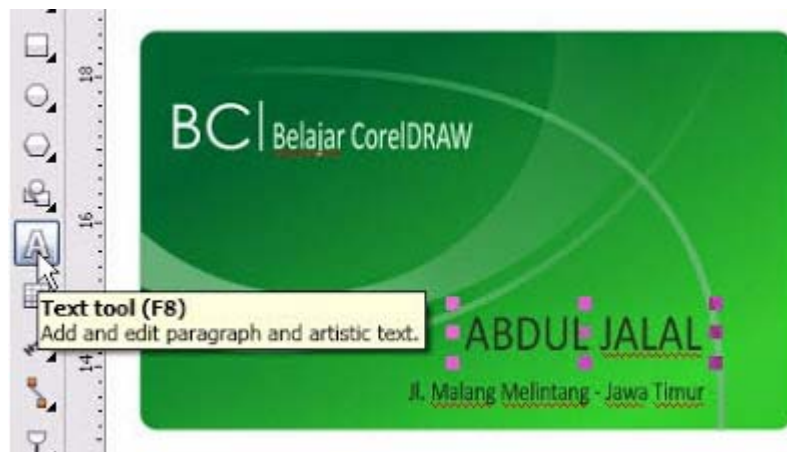 18
BC Belajar CorelDRAW
16
Text tool (F8)
Add and edit paragraph and artistic text.
ABDUL JALAL
14
Jl. Malang Melintang - Jawa Timur